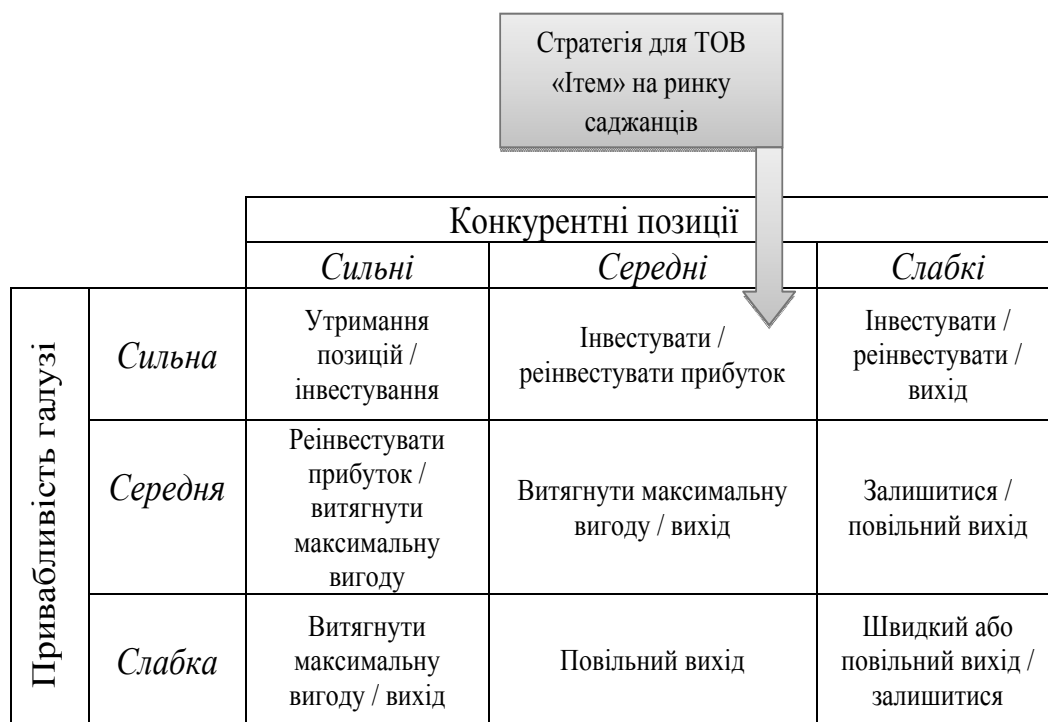 Стратегія для ТОВ
«Ітем» на ринку
саджанців
Конкурентні позиції
Сильні
Середні
Слабкі
Привабливість галузі
Сильна
Утримання
позицій /
інвестування
Інвестувати /
реінвестувати прибуток
Інвестувати /
реінвестувати /
вихід
Середня
Реінвестувати
прибуток /
витягнути
максимальну
вигоду
Витягнути максимальну
вигоду / вихід
Залишитися /
повільний вихід
Слабка
Витягнути
максимальну
вигоду / вихід
Повільний вихід
Швидкий або
повільний вихід /
залишитися